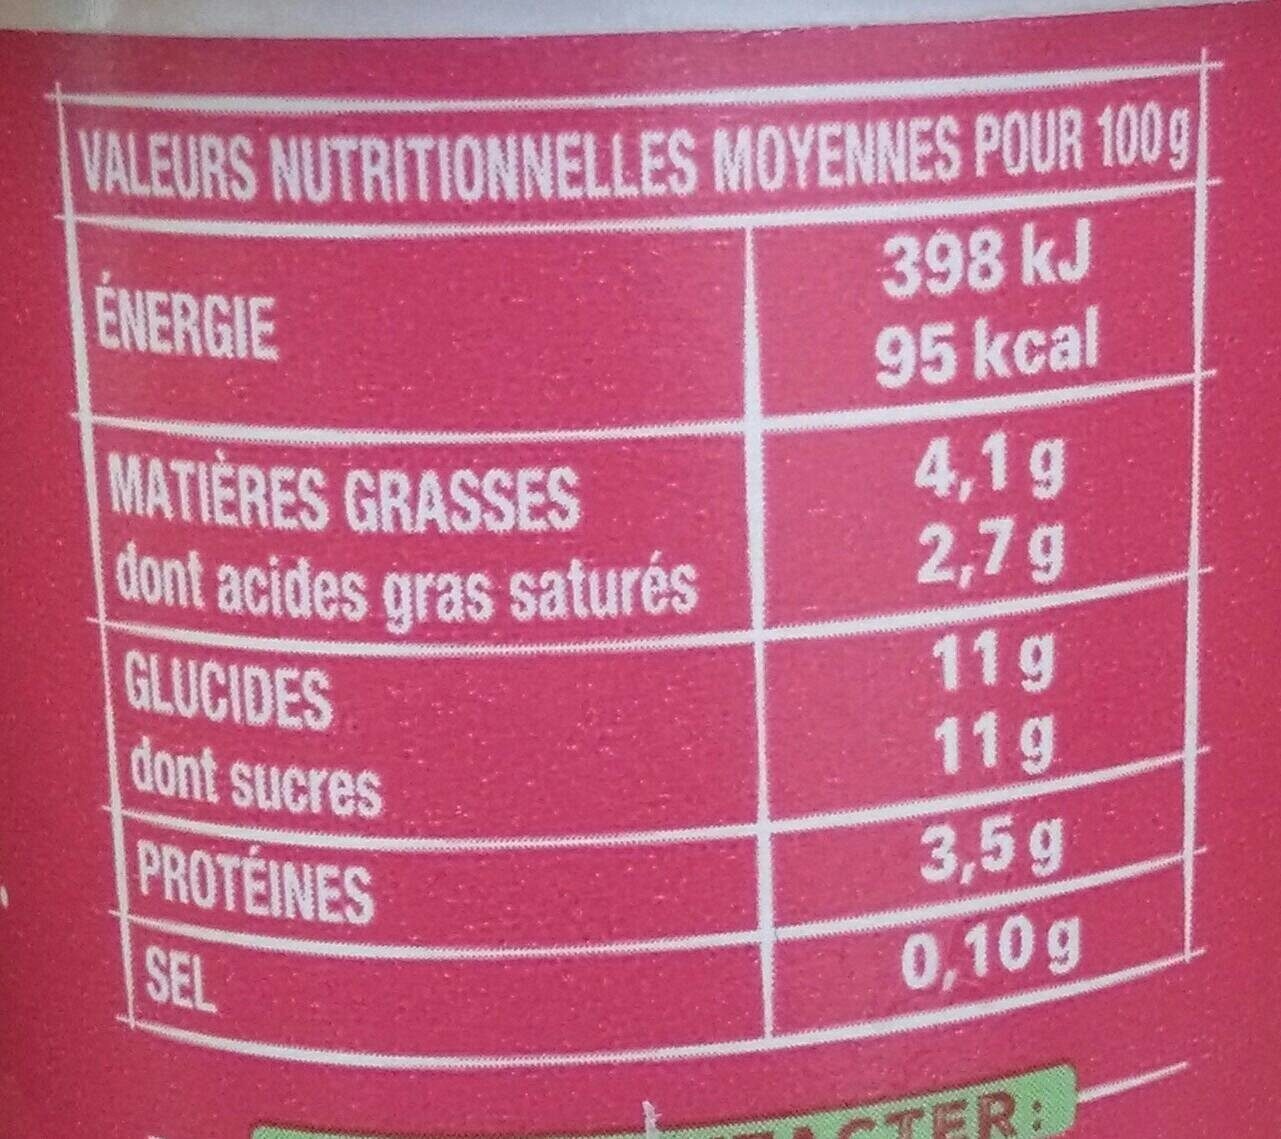 VALEURS NUTRITIONNELLES MOYENNES POUR 100 g
ÉNERGIE 398 kJ
95 kcal
MATIÈRES GRASSES 4,1 g
dont acides gras saturés 2,7 g
GLUCIDES 11 g
dont sucres 11 g
PROTÉINES 3,5 g
SEL 0,10 g